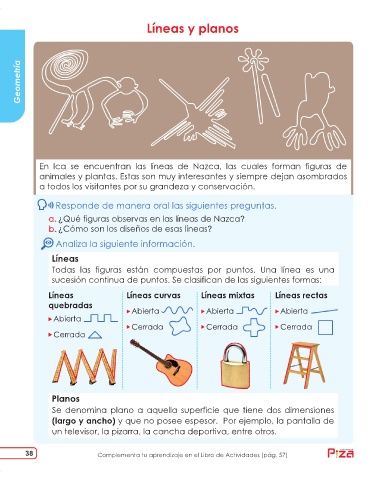 Líneas y planos
Geometría
En Ica se encuentran las líneas de Nazca, las cuales forman figuras de
animales y plantas. Estas son muy interesantes y siempre dejan asombrados
a todos los visitantes por su grandeza y conservación.
Responde de manera oral las siguientes preguntas.
a. ¿Qué figuras observas en las líneas de Nazca?
b. ¿Cómo son los diseños de esas líneas?
Analiza la siguiente información.
Líneas
Todas las figuras están compuestas por puntos. Una línea es una
sucesión continua de puntos. Se clasifican de las siguientes formas:
Líneas
quebradas
Abierta
Cerrada
Líneas curvas
Abierta
Cerrada
Líneas mixtas
Abierta
Cerrada
Líneas rectas
Abierta
Cerrada
Planos
Se denomina plano a aquella superficie que tiene dos dimensiones
(largo y ancho) y que no posee espesor. Por ejemplo, la pantalla de
un televisor, la pizarra, la cancha deportiva, entre otros.
38
Complementa tu aprendizaje en el Libro de Actividades (pág. 57)